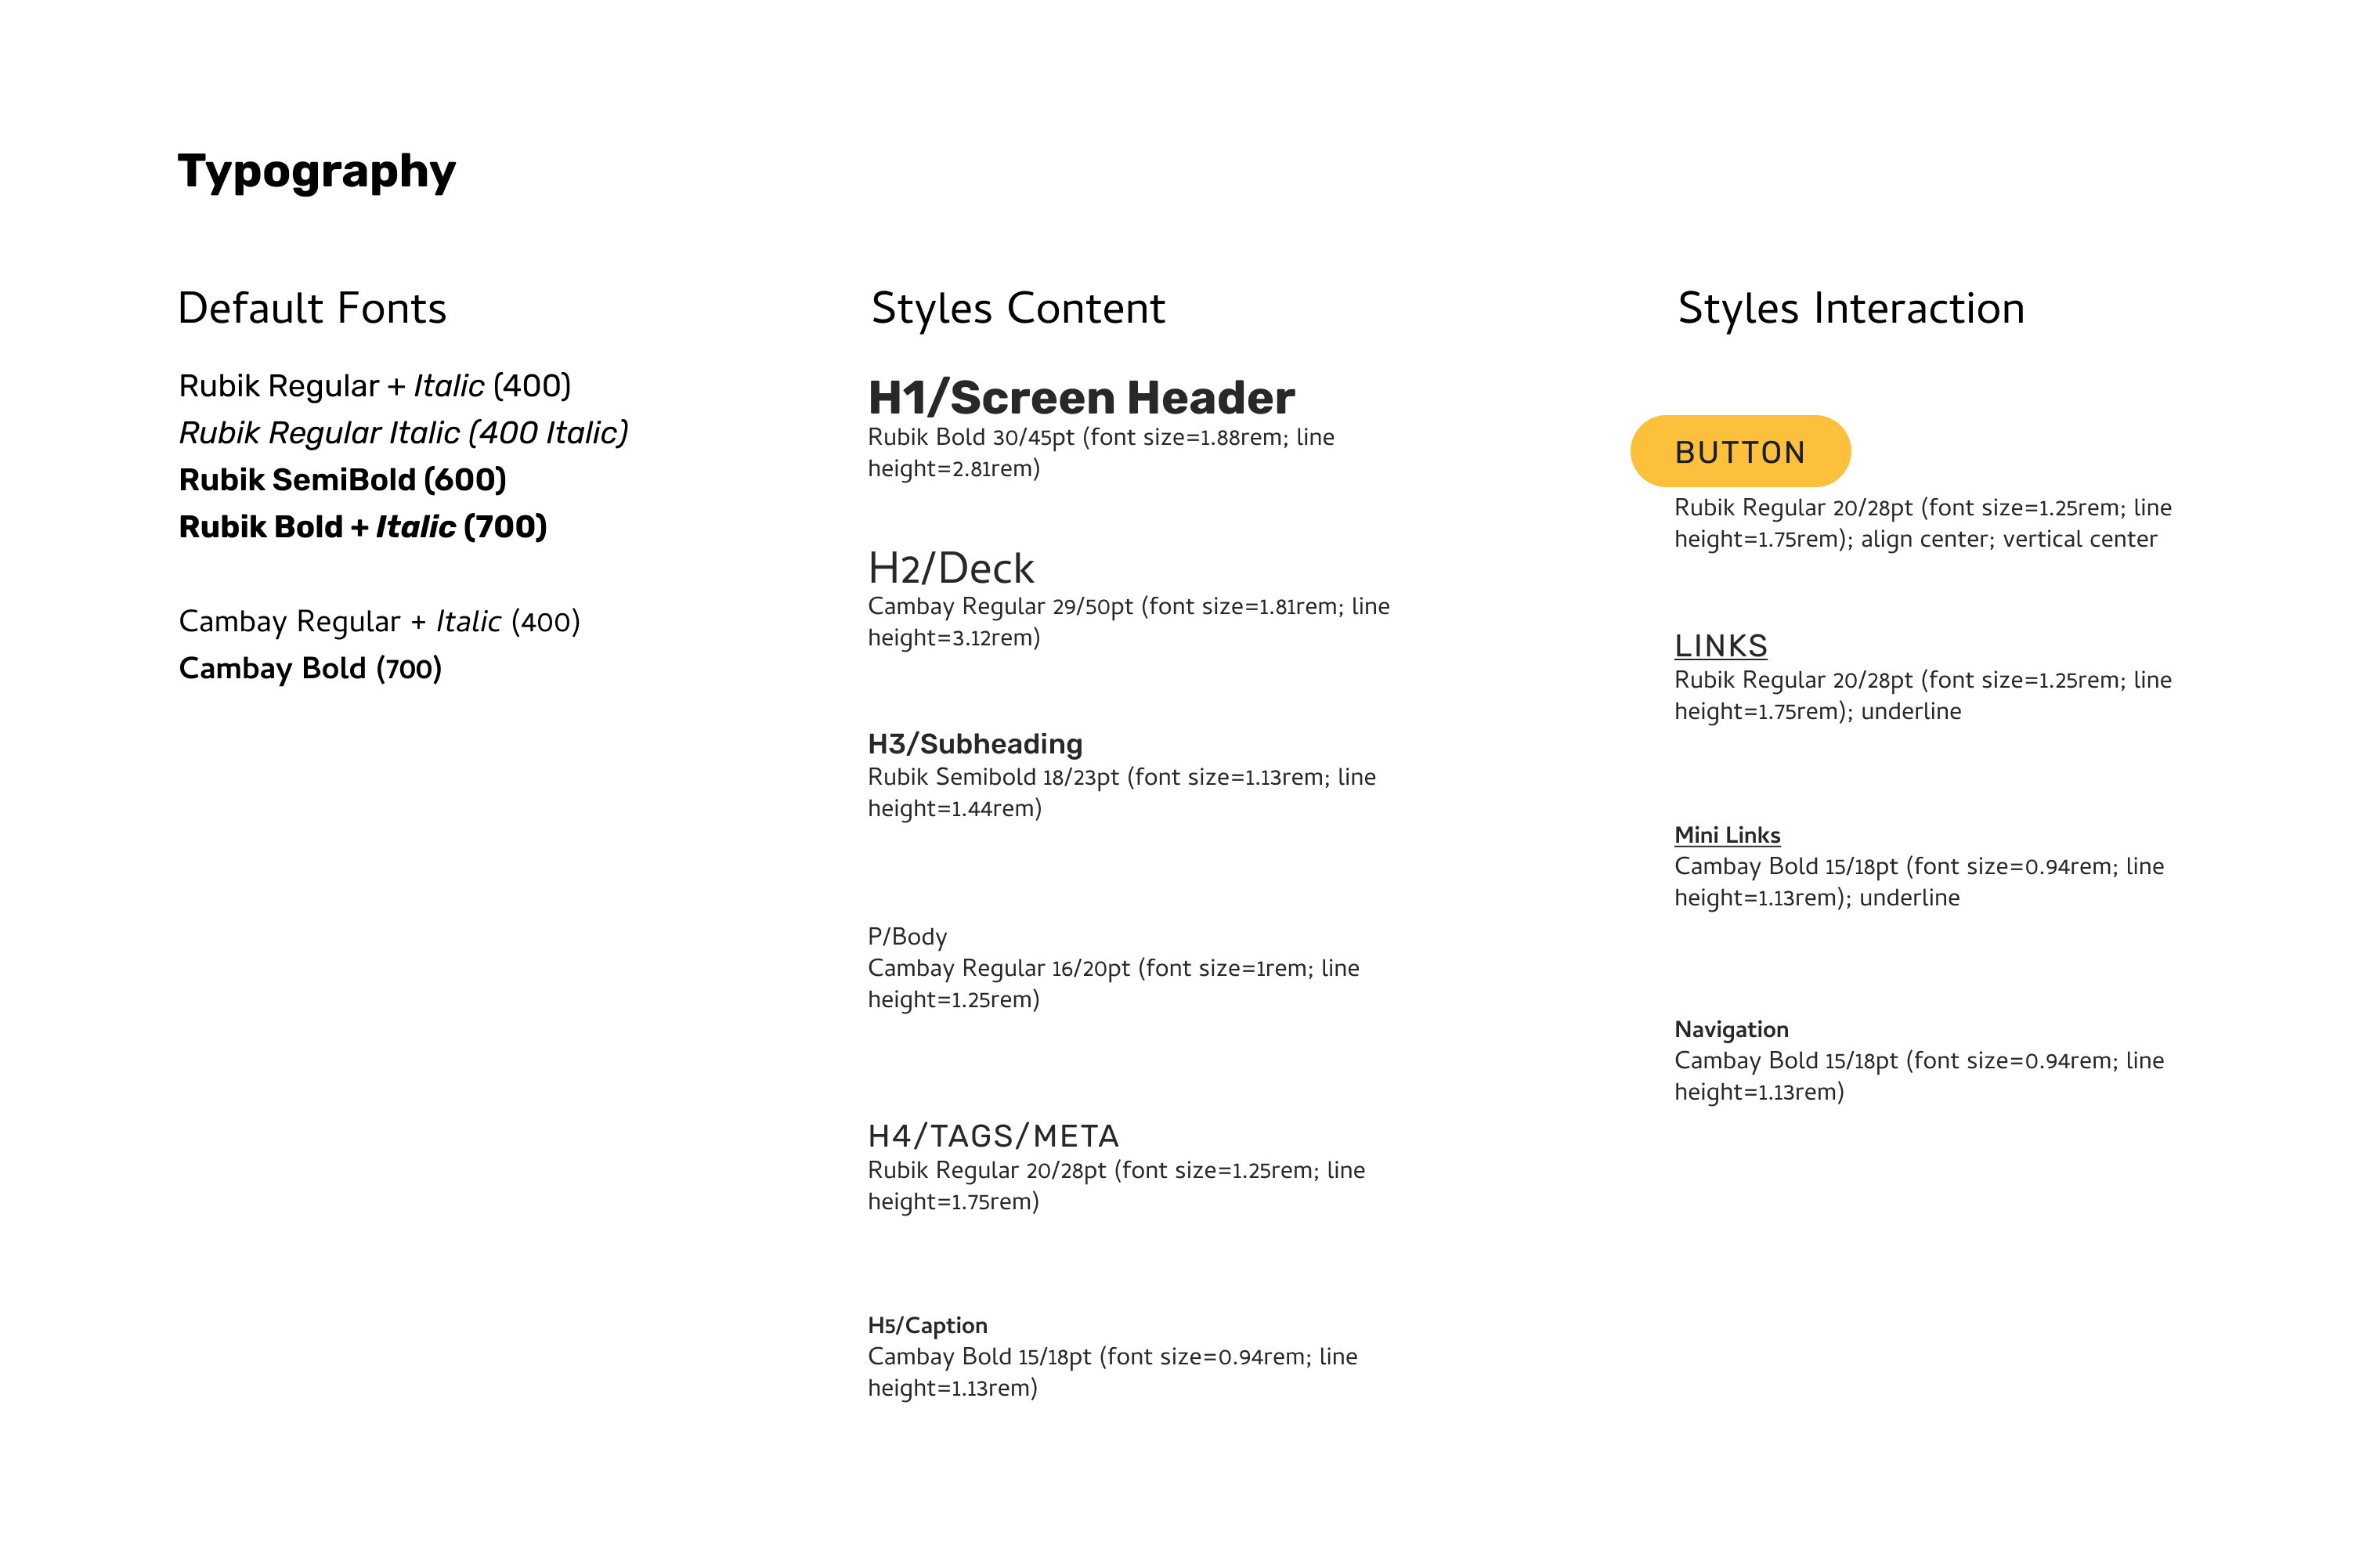 Typography
Default Fonts
Rubik Regular + Italic (400)
Rubik Regular Italic (400 Italic)
Rubik SemiBold (600)
Rubik Bold + Italic (700)
Cambay Regular + Italic (400)
Cambay Bold (700)
Styles Content
H1/Screen Header
Rubik Bold 30/45pt (font size=1.88rem; line
height=2.81rem)
H2/Deck
Cambay Regular 29/50pt (font size=1.81rem; line
height=3.12rem)
H3/Subheading
Rubik Semibold 18/23pt (font size=1.13rem; line
height=1.44rem)
P/Body
Cambay Regular 16/20pt (font size=1rem; line
height=1.25rem)
H4/TAGS/META
Rubik Regular 20/28pt (font size=1.25rem; line
height=1.75rem)
H5/Caption
Cambay Bold 15/18pt (font size=0.94rem; line
height=1.13rem)
Styles Interaction
BUTTON
Rubik Regular 20/28pt (font size=1.25rem; line
height=1.75rem); align center; vertical center
LINKS
Rubik Regular 20/28pt (font size=1.25rem; line
height=1.75rem); underline
Mini Links
Cambay Bold 15/18pt (font size=0.94rem; line
height=1.13rem); underline
Navigation
Cambay Bold 15/18pt (font size=0.94rem; line
height=1.13rem)